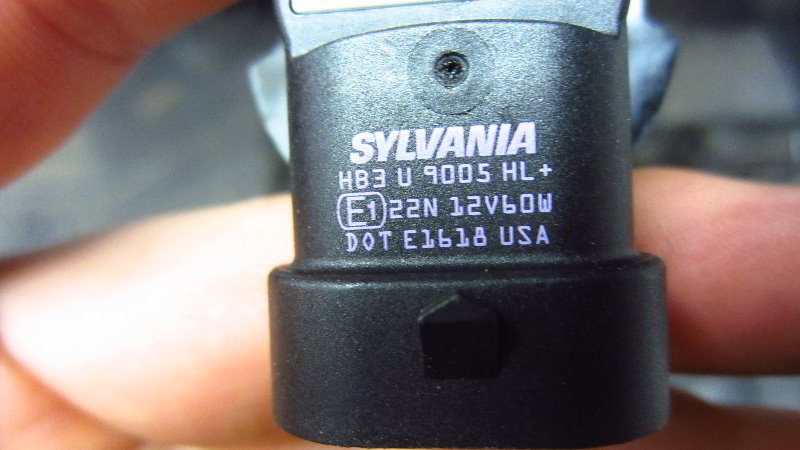 SYLVANIA
HB3 U 9005 HL+
E1 22N 12V60W
DOT E1618 USA